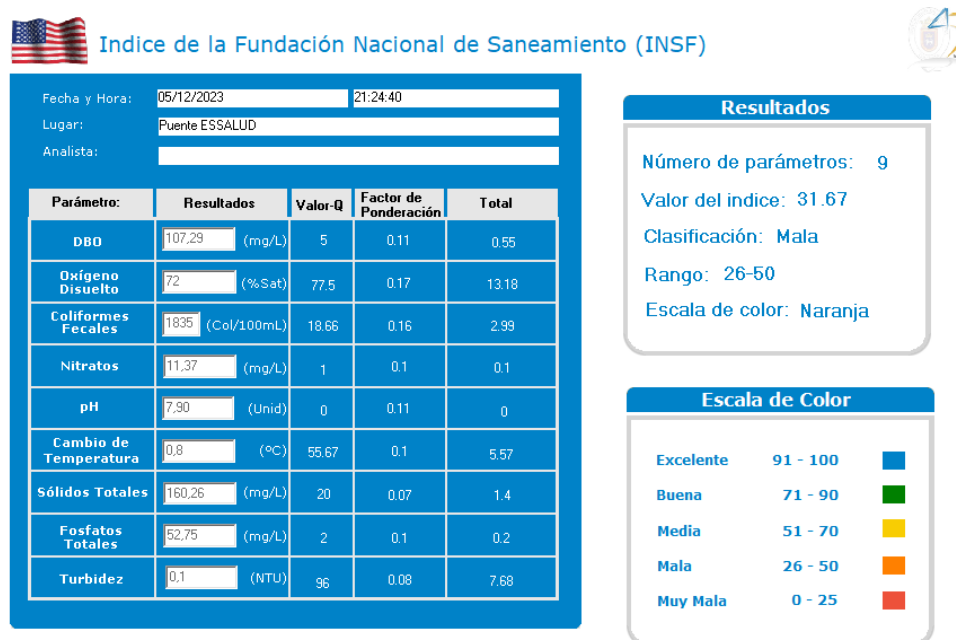 Indice de la Fundación Nacional de Saneamiento (INSF)
Fecha y Hora: 05/12/2023 21:24:40
Lugar: Puente ESSALUD
Analista:
Parámetro: Resultados Valor-Q Factor de Ponderación Total
DBO 107,29 (mg/L) 5 0.11 0.55
Oxígeno Disuelto 72 (%Sat) 77.5 0.17 13.18
Coliformes Fecales 1835 (Col/100mL) 18.66 0.16 2.99
Nitratos 11,37 (mg/L) 1 0.1 0.1
pH 7,90 (Unid) 0 0.11 0
Cambio de Temperatura 0,8 (ºC) 55.67 0.1 5.57
Sólidos Totales 160,26 (mg/L) 20 0.07 1.4
Fosfatos Totales 52,75 (mg/L) 2 0.1 0.2
Turbidez 0,1 (NTU) 96 0.08 7.68
Resultados
Número de parámetros: 9
Valor del indice: 31.67
Clasificación: Mala
Rango: 26-50
Escala de color: Naranja
Escala de Color
Excelente 91 - 100
Buena 71 - 90
Media 51 - 70
Mala 26 - 50
Muy Mala 0 - 25